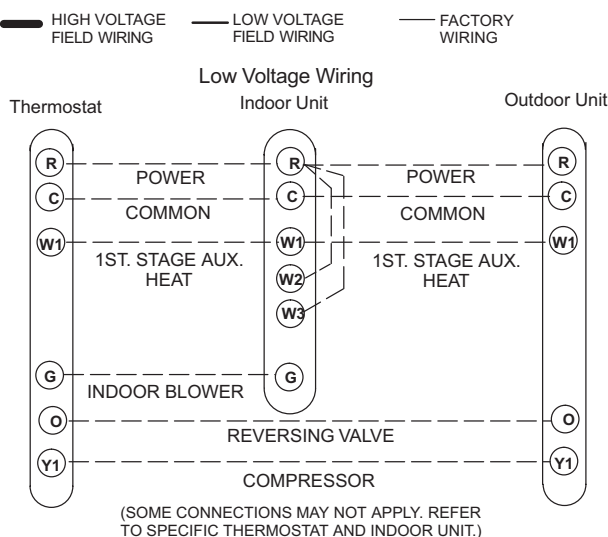 HIGH VOLTAGE
FIELD WIRING
LOW VOLTAGE
FIELD WIRING
FACTORY
WIRING
Low Voltage Wiring
Thermostat
Indoor Unit
Outdoor Unit
R
R
R
POWER
POWER
C
C
C
COMMON
COMMON
W1
W1
W1
1ST. STAGE AUX.
HEAT
1ST. STAGE AUX.
HEAT
W2
W3
G
G
INDOOR BLOWER
O
O
REVERSING VALVE
Y1
Y1
COMPRESSOR
(SOME CONNECTIONS MAY NOT APPLY. REFER
TO SPECIFIC THERMOSTAT AND INDOOR UNIT.)